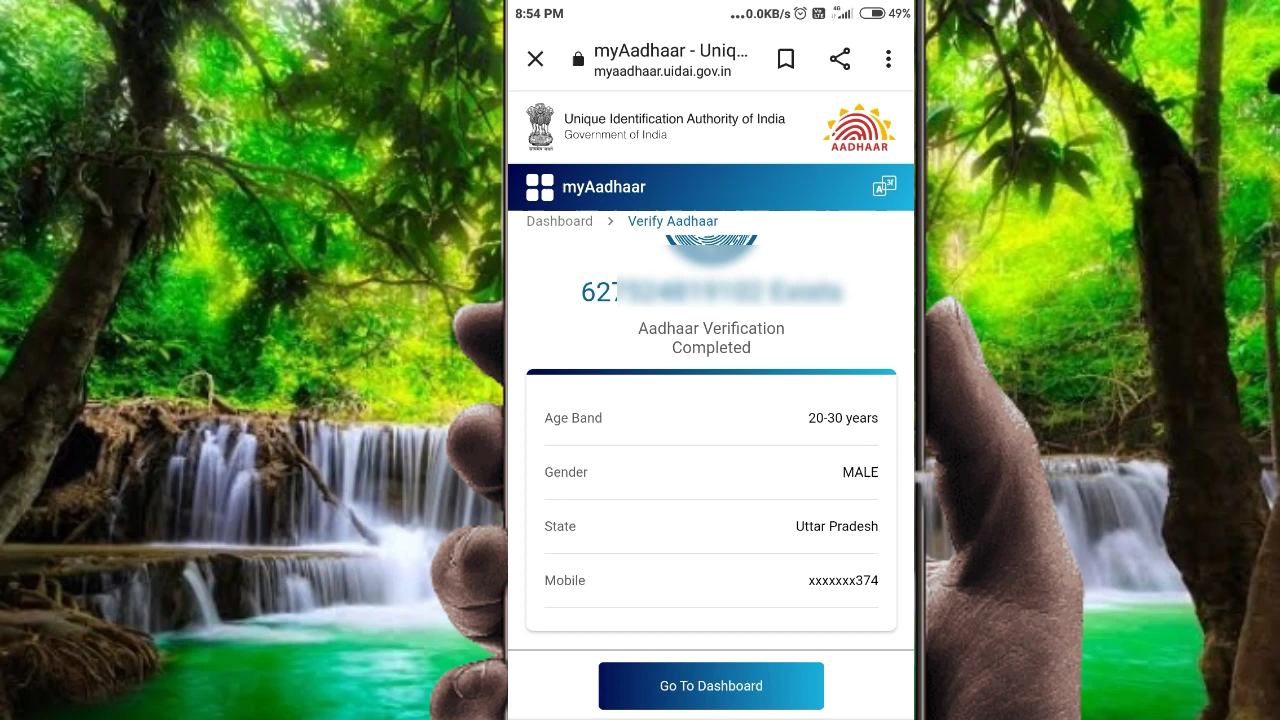 8:54 PM ...0.0KB/s 4G 49%
myAadhaar - Uniq...
myaadhaar.uidai.gov.in
Unique Identification Authority of India
Government of India
AADHAAR
myAadhaar
Dashboard > Verify Aadhaar
627
Aadhaar Verification
Completed
Age Band 20-30 years
Gender MALE
State Uttar Pradesh
Mobile xxxxxxx374
Go To Dashboard